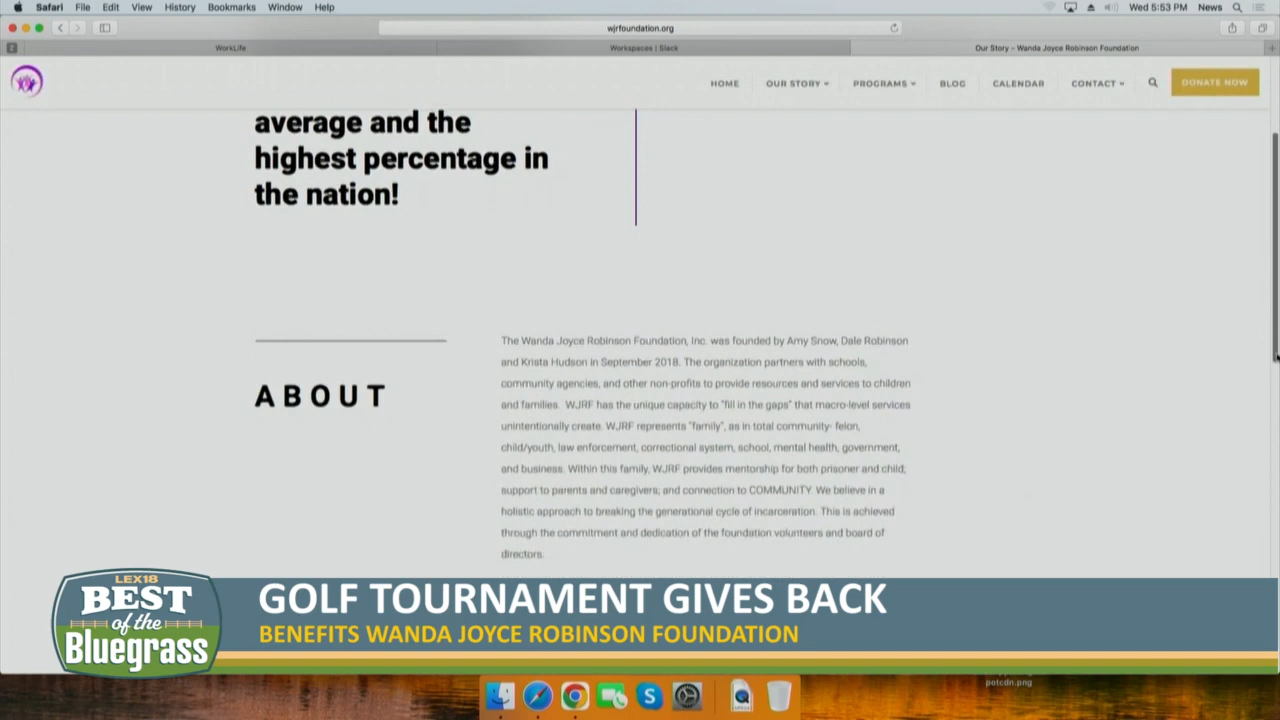 Safari File Edit View History Bookmarks Window Help Wed 5:53 PM News
wjrfoundation.org
WorkLife Workspaces | Slack Our Story – Wanda Joyce Robinson Foundation
HOME OUR STORY PROGRAMS BLOG CALENDAR CONTACT DONATE NOW
average and the
highest percentage in
the nation!
ABOUT
The Wanda Joyce Robinson Foundation, Inc. was founded by Amy Snow, Dale Robinson
and Krista Hudson in September 2018. The organization partners with schools,
community agencies, and other non-profits to provide resources and services to children
and families. WJRF has the unique capacity to "fill in the gaps" that macro-level services
unintentionally create. WJRF represents "family", as in total community- felon,
child/youth, law enforcement, correctional system, school, mental health, government,
and business. Within this family, WJRF provides mentorship for both prisoner and child;
support to parents and caregivers; and connection to COMMUNITY. We believe in a
holistic approach to breaking the generational cycle of incarceration. This is achieved
through the commitment and dedication of the foundation volunteers and board of
directors.
LEX18
BEST
of the
Bluegrass
GOLF TOURNAMENT GIVES BACK
BENEFITS WANDA JOYCE ROBINSON FOUNDATION
potcdn.png